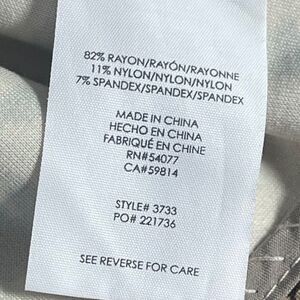 82% RAYON/RAYÓN/RAYONNE
11% NYLON/NYLON/NYLON
7% SPANDEX/SPANDEX/SPANDEX
MADE IN CHINA
HECHO EN CHINA
FABRIQUÉ EN CHINE
RN#54077
CA#59814
STYLE# 3733
PO# 221736
SEE REVERSE FOR CARE